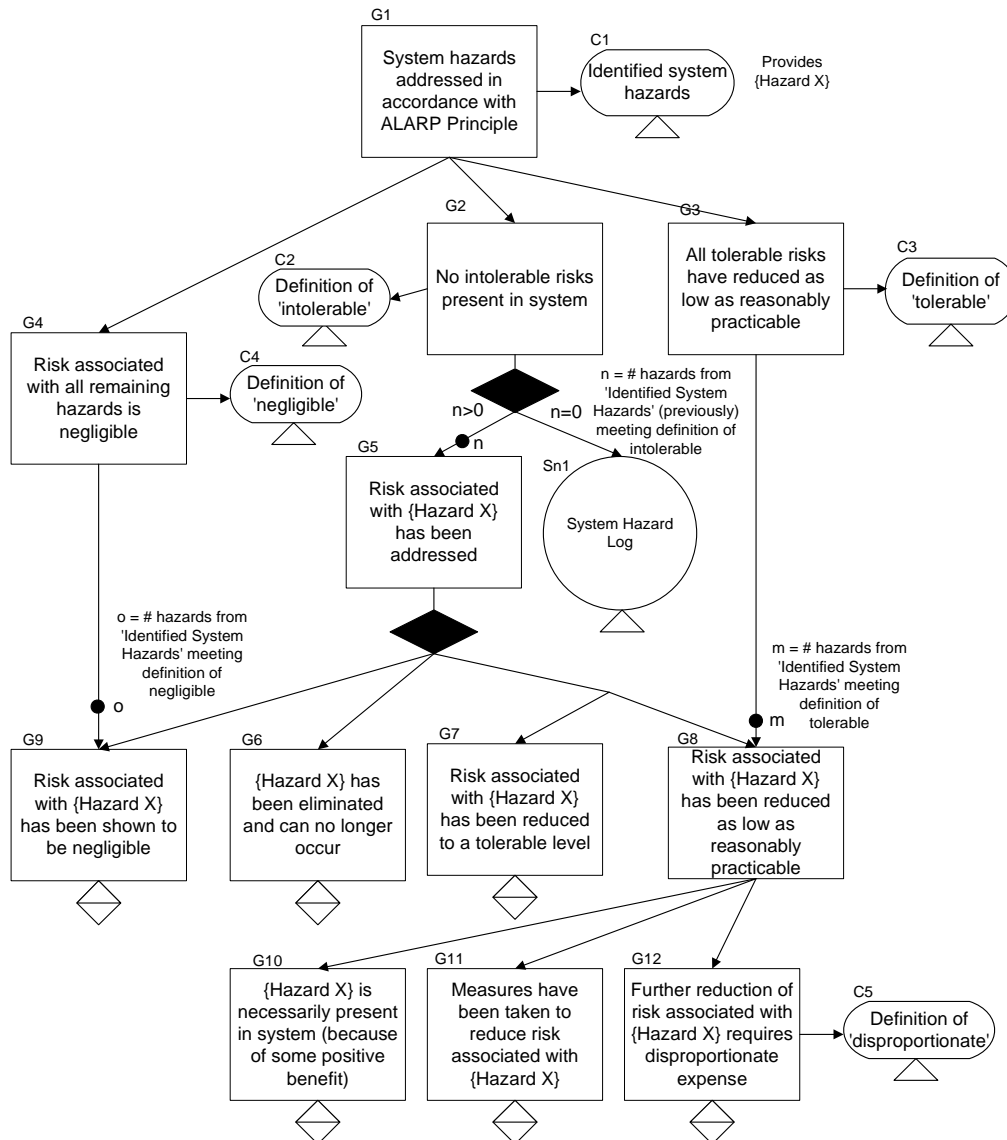 G1
System hazards
addressed in
accordance with
ALARP Principle
C1
Identified system
hazards
Provides
{Hazard X}
G2
No intolerable risks
present in system
G3
All tolerable risks
have reduced as
low as reasonably
practicable
C2
Definition of
'intolerable'
C3
Definition of
'tolerable'
G4
Risk associated
with all remaining
hazards is
negligible
C4
Definition of
'negligible'
n>0
n=0
n = # hazards from
'Identified System
Hazards' (previously)
meeting definition of
intolerable
n
G5
Risk associated
with {Hazard X}
has been
addressed
Sn1
System Hazard
Log
o = # hazards from
'Identified System
Hazards' meeting
definition of
negligible
o
m = # hazards from
'Identified System
Hazards' meeting
definition of
tolerable
m
G9
Risk associated
with {Hazard X}
has been shown to
be negligible
G6
{Hazard X} has
been eliminated
and can no longer
occur
G7
Risk associated
with {Hazard X}
has been reduced
to a tolerable level
G8
Risk associated
with {Hazard X}
has been reduced
as low as
reasonably
practicable
G10
{Hazard X} is
necessarily present
in system (because
of some positive
benefit)
G11
Measures have
been taken to
reduce risk
associated with
{Hazard X}
G12
Further reduction of
risk associated with
{Hazard X} requires
disproportionate
expense
C5
Definition of
'disproportionate'